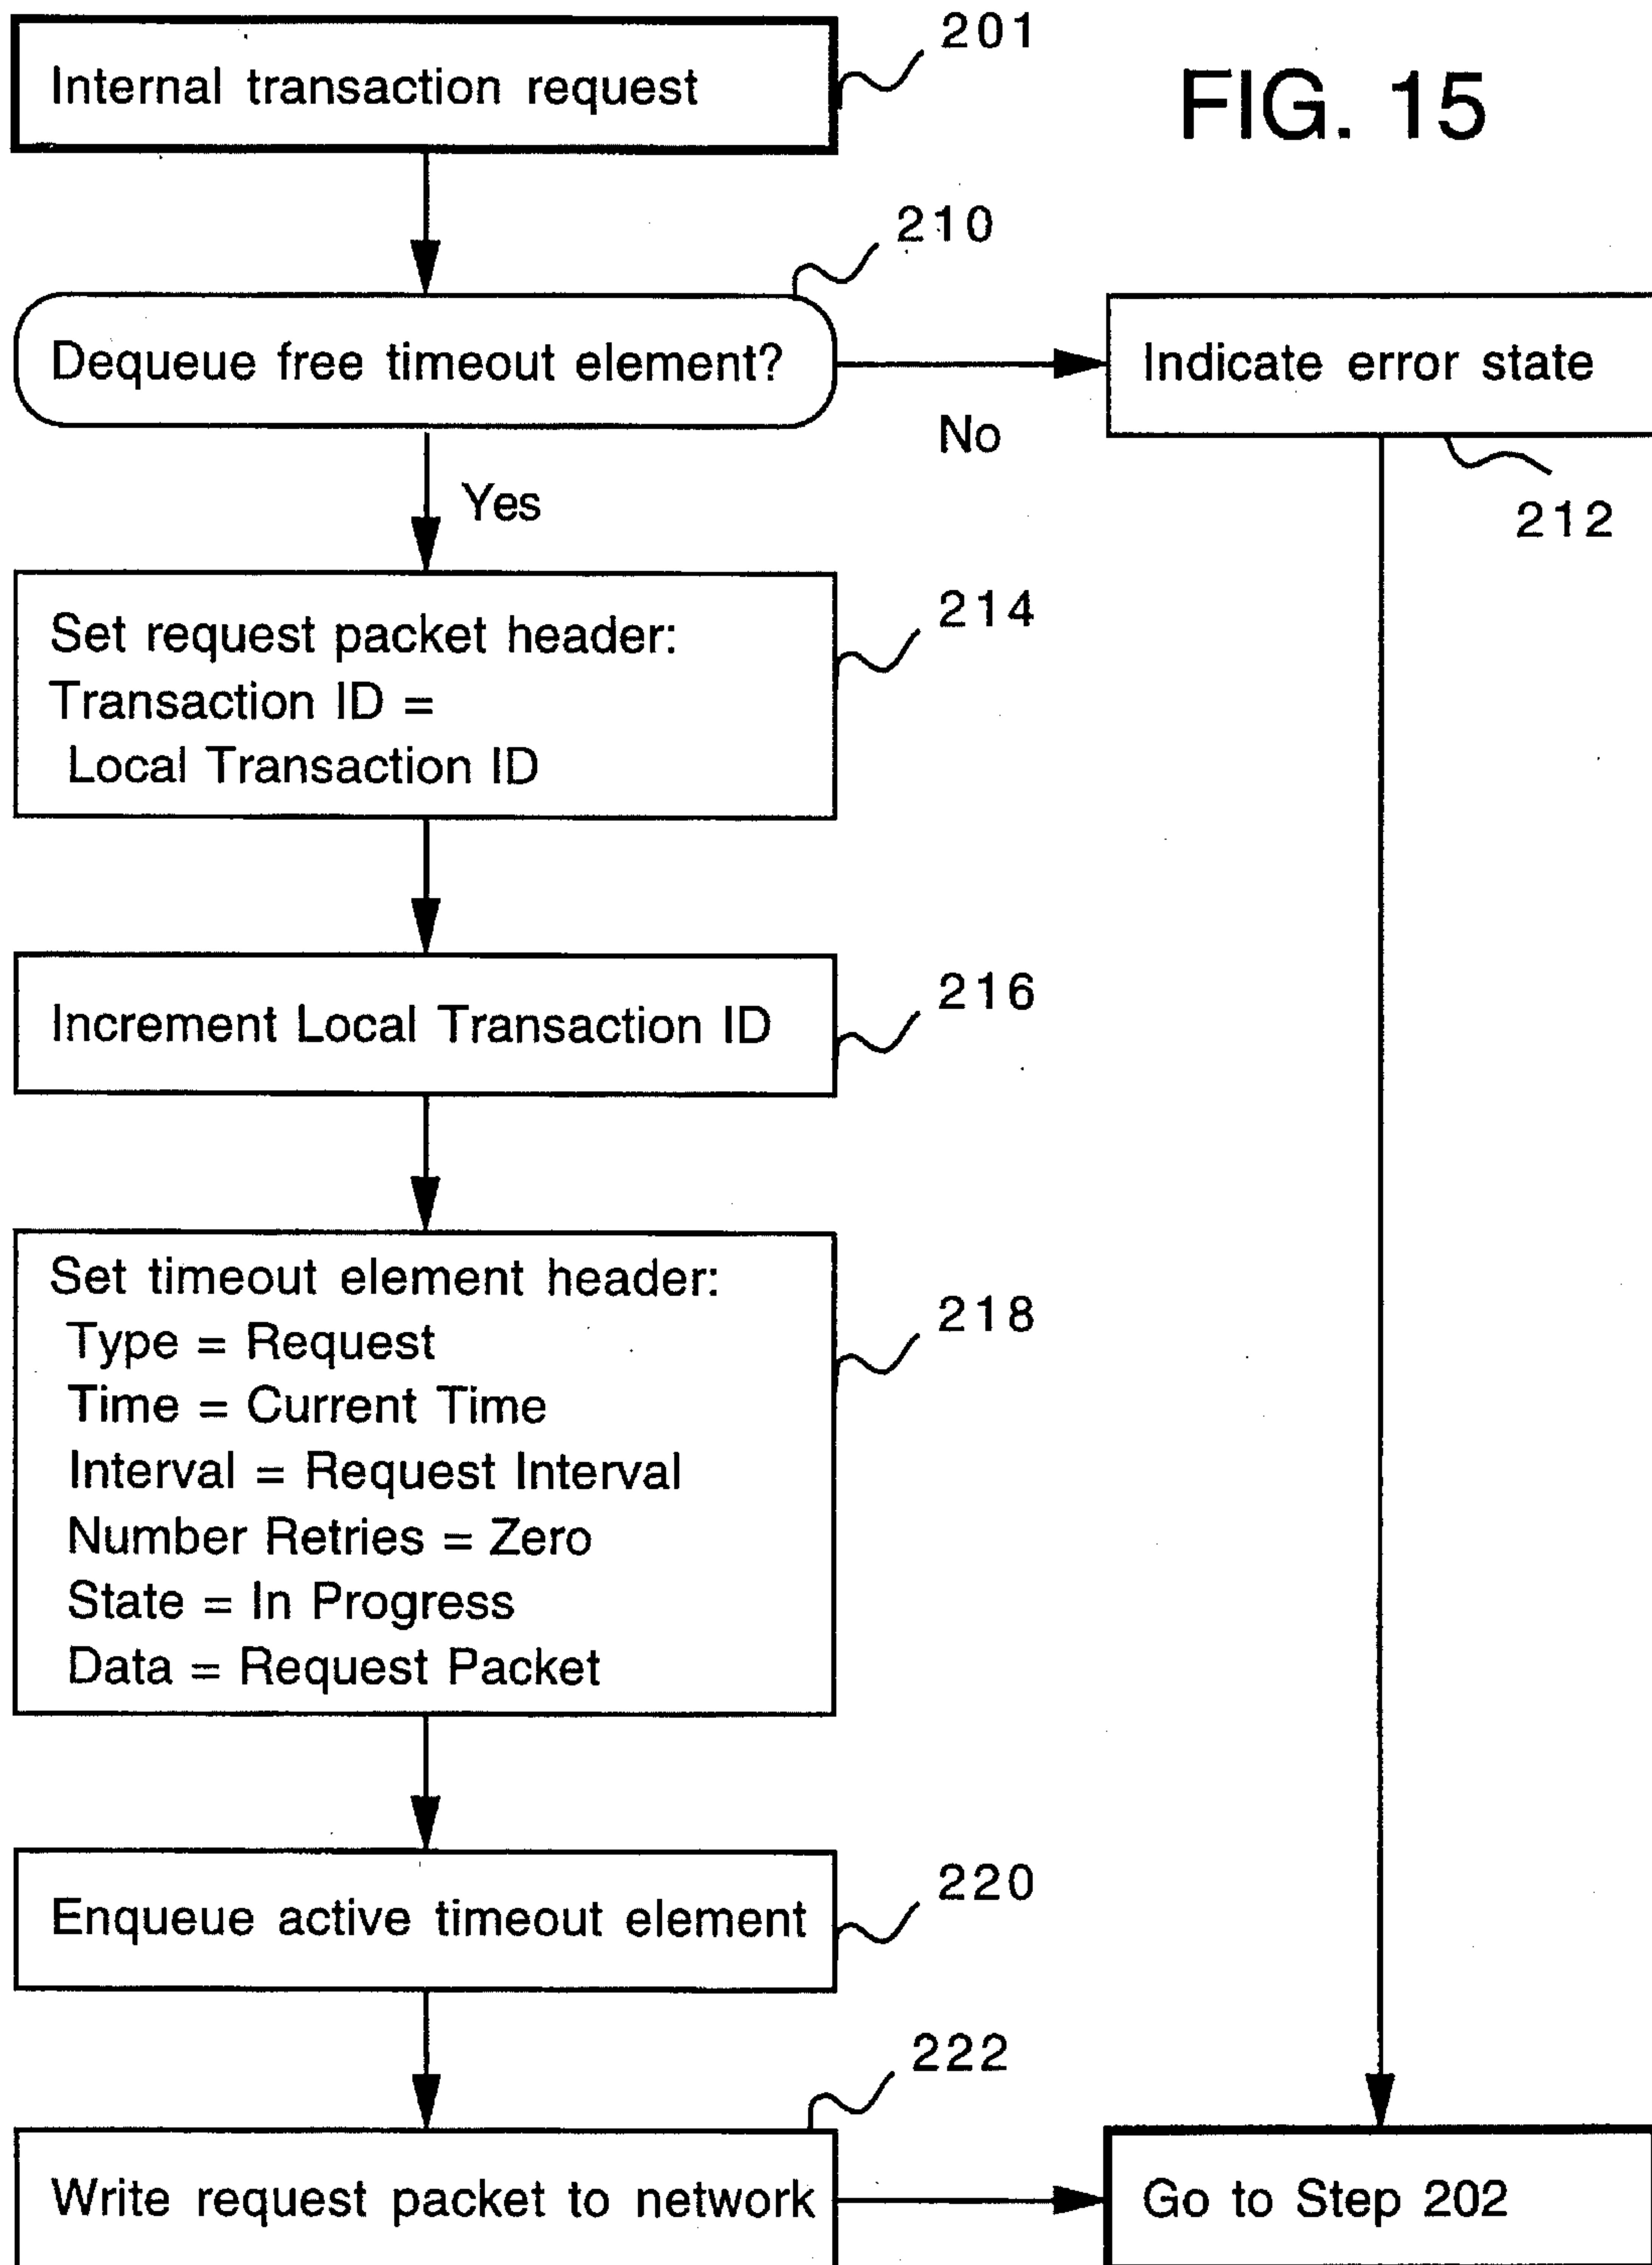 Internal transaction request
201
FIG. 15
210
Dequeue free timeout element?
No
Indicate error state
212
Yes
Set request packet header:
Transaction ID =
Local Transaction ID
214
Increment Local Transaction ID
216
Set timeout element header:
Type = Request
Time = Current Time
Interval = Request Interval
Number Retries = Zero
State = In Progress
Data = Request Packet
218
Enqueue active timeout element
220
222
Write request packet to network
Go to Step 202